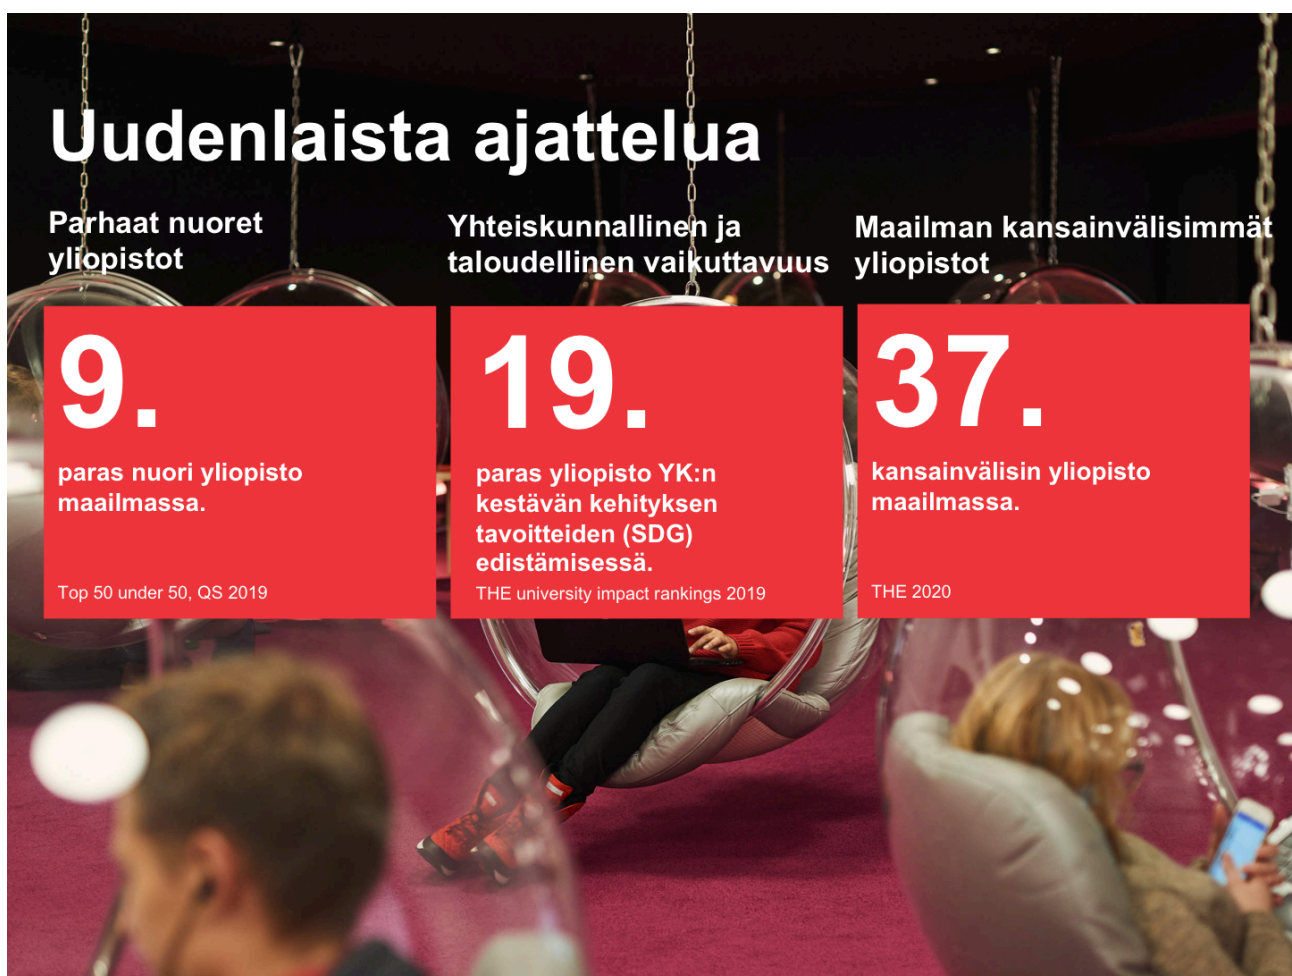 Uudenlaista ajattelua
Parhaat nuoret
yliopistot
9.
paras nuori yliopisto
maailmassa.
Top 50 under 50, QS 2019
Yhteiskunnallinen ja
taloudellinen vaikuttavuus
19.
paras yliopisto YK:n
kestävän kehityksen
tavoitteiden (SDG)
edistämisessä.
THE university impact rankings 2019
Maailman kansainvälisimmät
yliopistot
37.
kansainvälisin yliopisto
maailmassa.
THE 2020